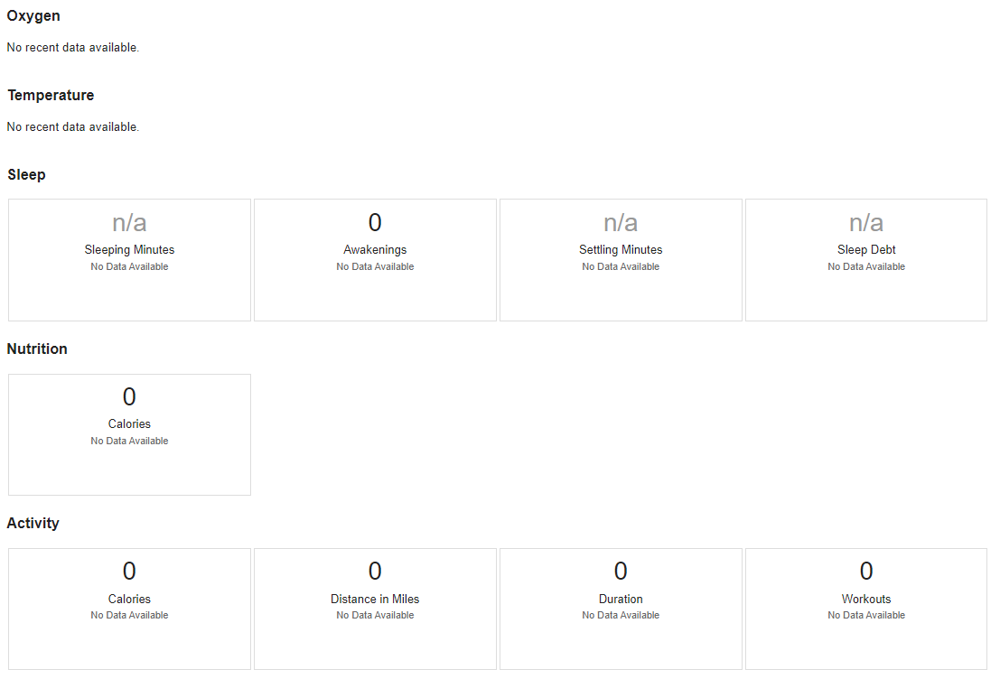 Oxygen
No recent data available.
Temperature
No recent data available.
Sleep
n/a
Sleeping Minutes
No Data Available
0
Awakenings
No Data Available
n/a
Settling Minutes
No Data Available
n/a
Sleep Debt
No Data Available
Nutrition
0
Calories
No Data Available
Activity
0
Calories
No Data Available
0
Distance in Miles
No Data Available
0
Duration
No Data Available
0
Workouts
No Data Available